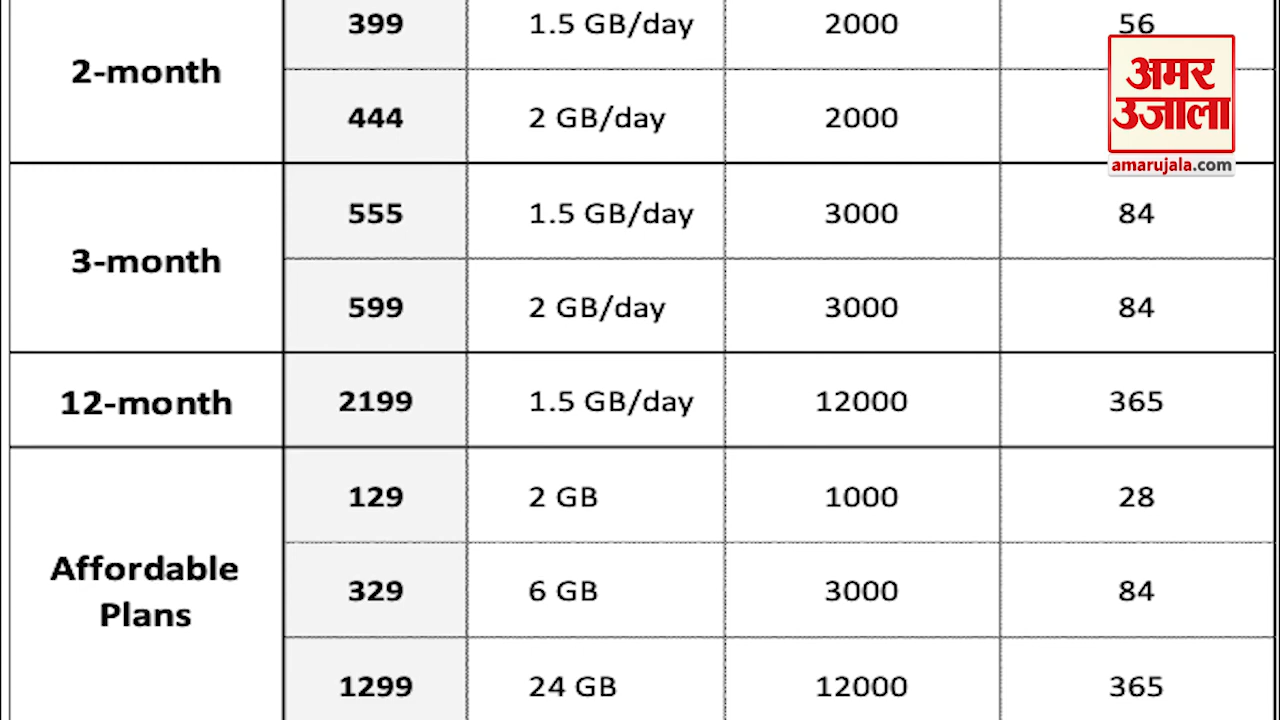 2-month
399 1.5 GB/day 2000 56
444 2 GB/day 2000
अमर
उजाला
amarujala.com
3-month
555 1.5 GB/day 3000 84
599 2 GB/day 3000 84
12-month 2199 1.5 GB/day 12000 365
Affordable
Plans
129 2 GB 1000 28
329 6 GB 3000 84
1299 24 GB 12000 365